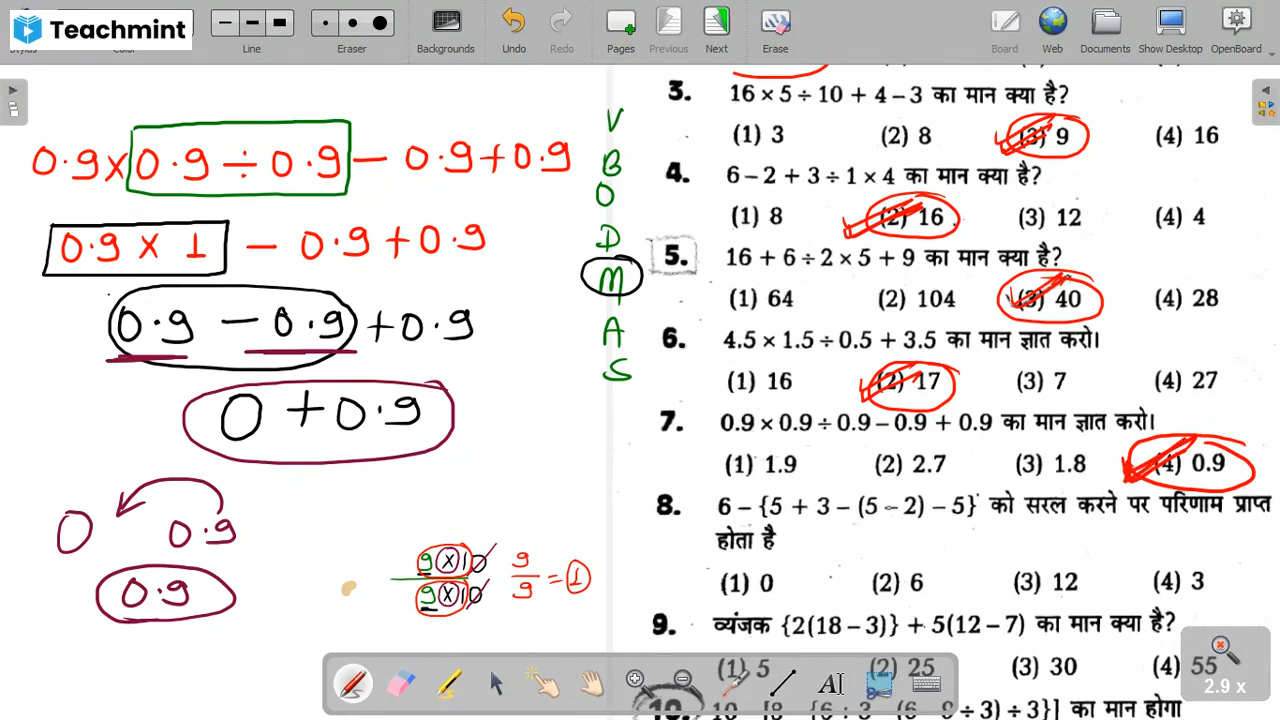 Teachmint
Line Eraser Backgrounds Undo Redo Pages Previous Next Erase Board Web Documents Show Desktop OpenBoard
0.9×0.9÷0.9-0.9+0.9
0.9×1-0.9+0.9
0.9-0.9+0.9
0+0.9
0 0.9
0.9
9×10 9
9×10 9 = 1
V
B
O
D
M
A
S
3. 16 × 5 ÷ 10 + 4 – 3 का मान क्या है?
(1) 3 (2) 8 (3) 9 (4) 16
4. 6 – 2 + 3 ÷ 1 × 4 का मान क्या है?
(1) 8 (2) 16 (3) 12 (4) 4
5. 16 + 6 ÷ 2 × 5 + 9 का मान क्या है?
(1) 64 (2) 104 (3) 40 (4) 28
6. 4.5 × 1.5 ÷ 0.5 + 3.5 का मान ज्ञात करो।
(1) 16 (2) 17 (3) 7 (4) 27
7. 0.9 × 0.9 ÷ 0.9 – 0.9 + 0.9 का मान ज्ञात करो।
(1) 1.9 (2) 2.7 (3) 1.8 (4) 0.9
8. 6 – {5 + 3 – (5 – 2) – 5} को सरल करने पर परिणाम प्राप्त
होता है
(1) 0 (2) 6 (3) 12 (4) 3
9. व्यंजक {2(18 – 3)} + 5(12 – 7) का मान क्या है?
(1) 5 (2) 25 (3) 30 (4) 55
2.9 x
10. का मान होगा